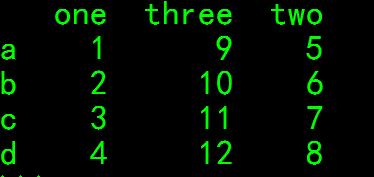 one three two
a 1 9 5
b 2 10 6
c 3 11 7
d 4 12 8